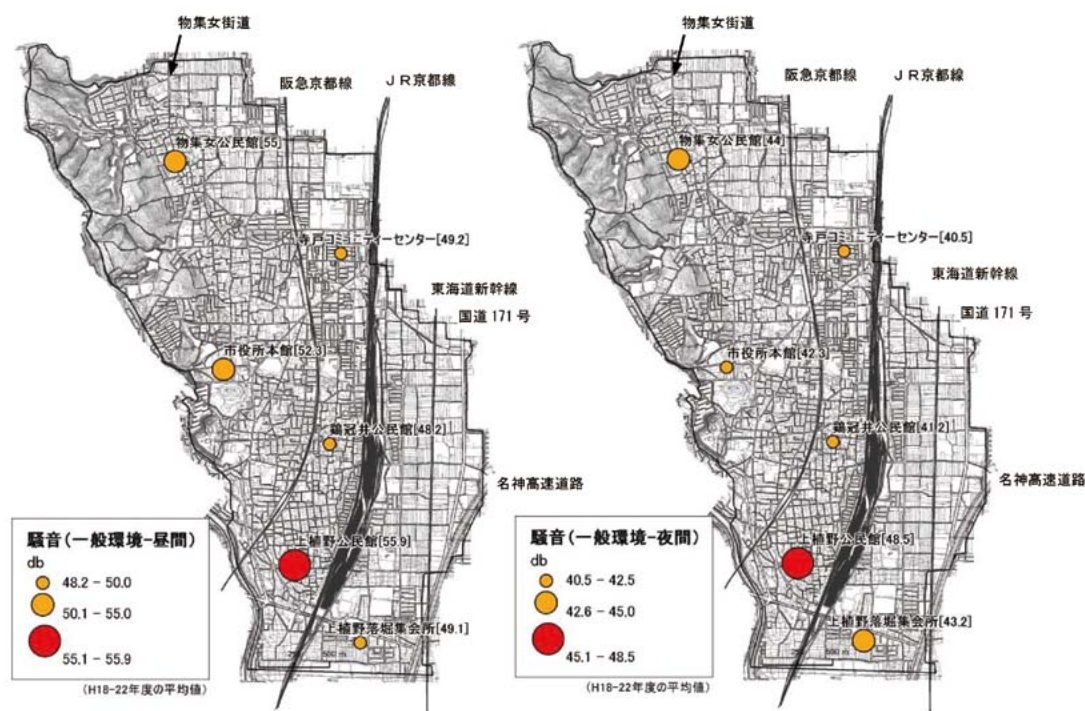 物集女街道
阪急京都線
JR京都線
物集女公民館[55]
寺戸コミュニティーセンター[49.2]
東海道新幹線
国道171号
市役所本館[52.3]
鶏冠井公民館[48.2]
名神高速道路
上植野公民館[55.9]
上植野落堀集会所[49.1]
騒音(一般環境-昼間)
db
48.2 - 50.0
50.1 - 55.0
55.1 - 55.9
500 m
(H18-22年度の平均値)
物集女街道
阪急京都線
JR京都線
物集女公民館[44]
寺戸コミュニティーセンター[40.5]
東海道新幹線
国道171号
市役所本館[42.3]
鶏冠井公民館[41.2]
名神高速道路
上植野公民館[48.5]
上植野落堀集会所[43.2]
騒音(一般環境-夜間)
db
40.5 - 42.5
42.6 - 45.0
45.1 - 48.5
500 m
(H18-22年度の平均値)